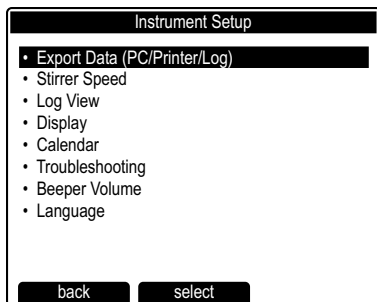 Instrument Setup
• Export Data (PC/Printer/Log)
• Stirrer Speed
• Log View
• Display
• Calendar
• Troubleshooting
• Beeper Volume
• Language
back select